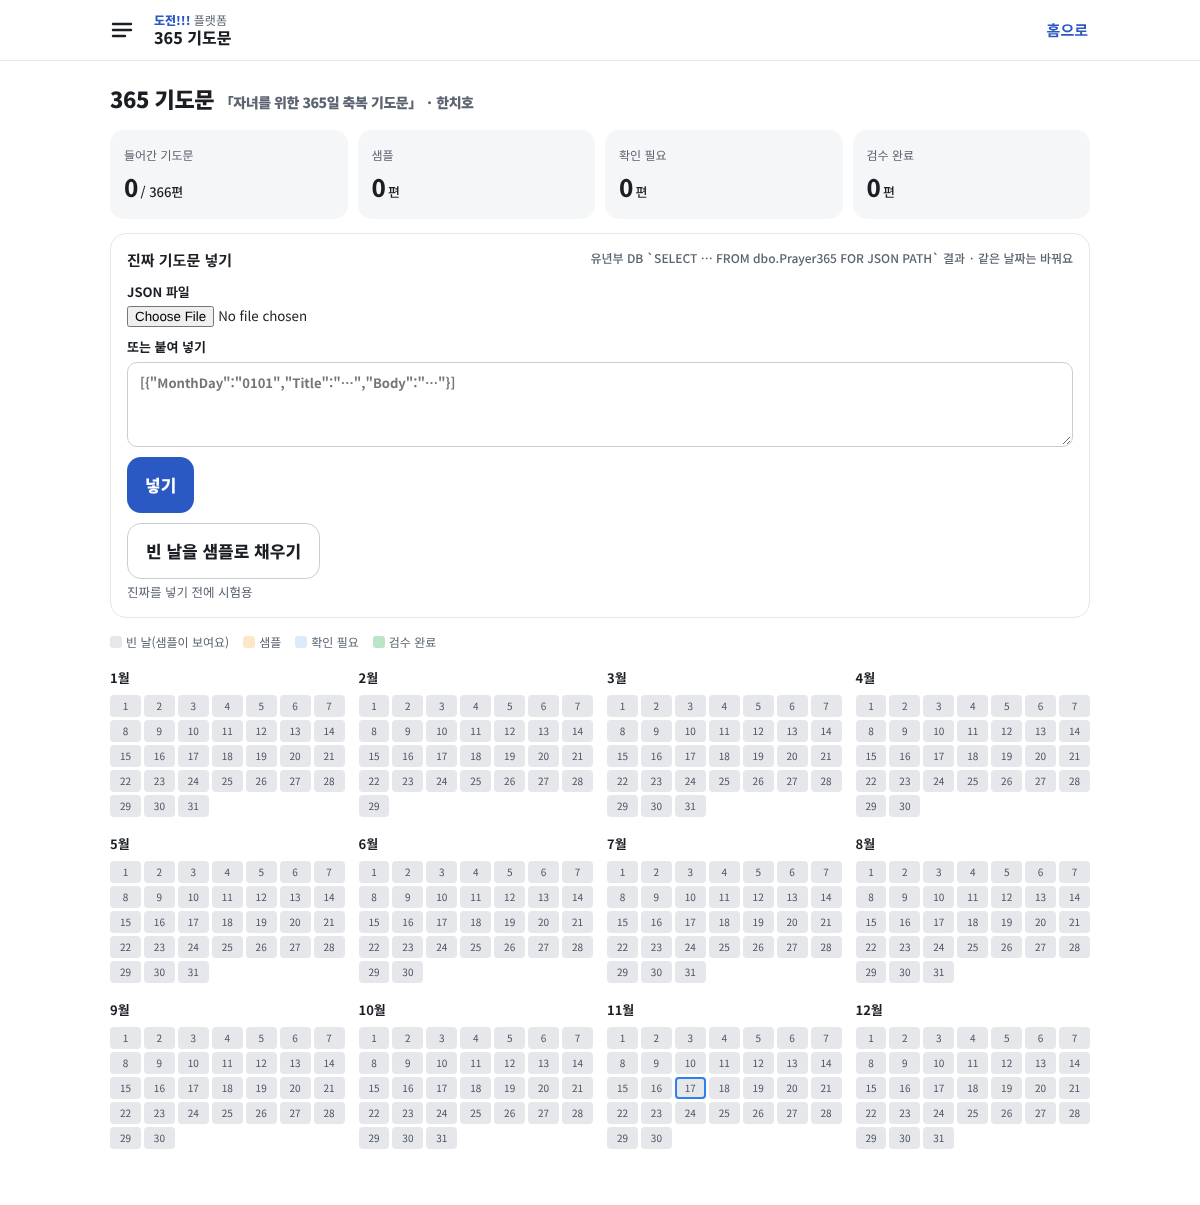 도전!!! 플랫폼
365 기도문
홈으로
365 기도문 「자녀를 위한 365일 축복 기도문」 · 한치호
들어간 기도문
0 / 366편
샘플
0 편
확인 필요
0 편
검수 완료
0 편
진짜 기도문 넣기
유년부 DB `SELECT ⋯ FROM dbo.Prayer365 FOR JSON PATH` 결과 · 같은 날짜는 바꿔요
JSON 파일
Choose File No file chosen
또는 붙여 넣기
[{"MonthDay":"0101","Title":"⋯","Body":"⋯"}]
넣기
빈 날을 샘플로 채우기
진짜를 넣기 전에 시험용
빈 날(샘플이 보여요) 샘플 확인 필요 검수 완료
1월
1 2 3 4 5 6 7
8 9 10 11 12 13 14
15 16 17 18 19 20 21
22 23 24 25 26 27 28
29 30 31
2월
1 2 3 4 5 6 7
8 9 10 11 12 13 14
15 16 17 18 19 20 21
22 23 24 25 26 27 28
29
3월
1 2 3 4 5 6 7
8 9 10 11 12 13 14
15 16 17 18 19 20 21
22 23 24 25 26 27 28
29 30 31
4월
1 2 3 4 5 6 7
8 9 10 11 12 13 14
15 16 17 18 19 20 21
22 23 24 25 26 27 28
29 30
5월
1 2 3 4 5 6 7
8 9 10 11 12 13 14
15 16 17 18 19 20 21
22 23 24 25 26 27 28
29 30 31
6월
1 2 3 4 5 6 7
8 9 10 11 12 13 14
15 16 17 18 19 20 21
22 23 24 25 26 27 28
29 30
7월
1 2 3 4 5 6 7
8 9 10 11 12 13 14
15 16 17 18 19 20 21
22 23 24 25 26 27 28
29 30 31
8월
1 2 3 4 5 6 7
8 9 10 11 12 13 14
15 16 17 18 19 20 21
22 23 24 25 26 27 28
29 30 31
9월
1 2 3 4 5 6 7
8 9 10 11 12 13 14
15 16 17 18 19 20 21
22 23 24 25 26 27 28
29 30
10월
1 2 3 4 5 6 7
8 9 10 11 12 13 14
15 16 17 18 19 20 21
22 23 24 25 26 27 28
29 30 31
11월
1 2 3 4 5 6 7
8 9 10 11 12 13 14
15 16 17 18 19 20 21
22 23 24 25 26 27 28
29 30
12월
1 2 3 4 5 6 7
8 9 10 11 12 13 14
15 16 17 18 19 20 21
22 23 24 25 26 27 28
29 30 31